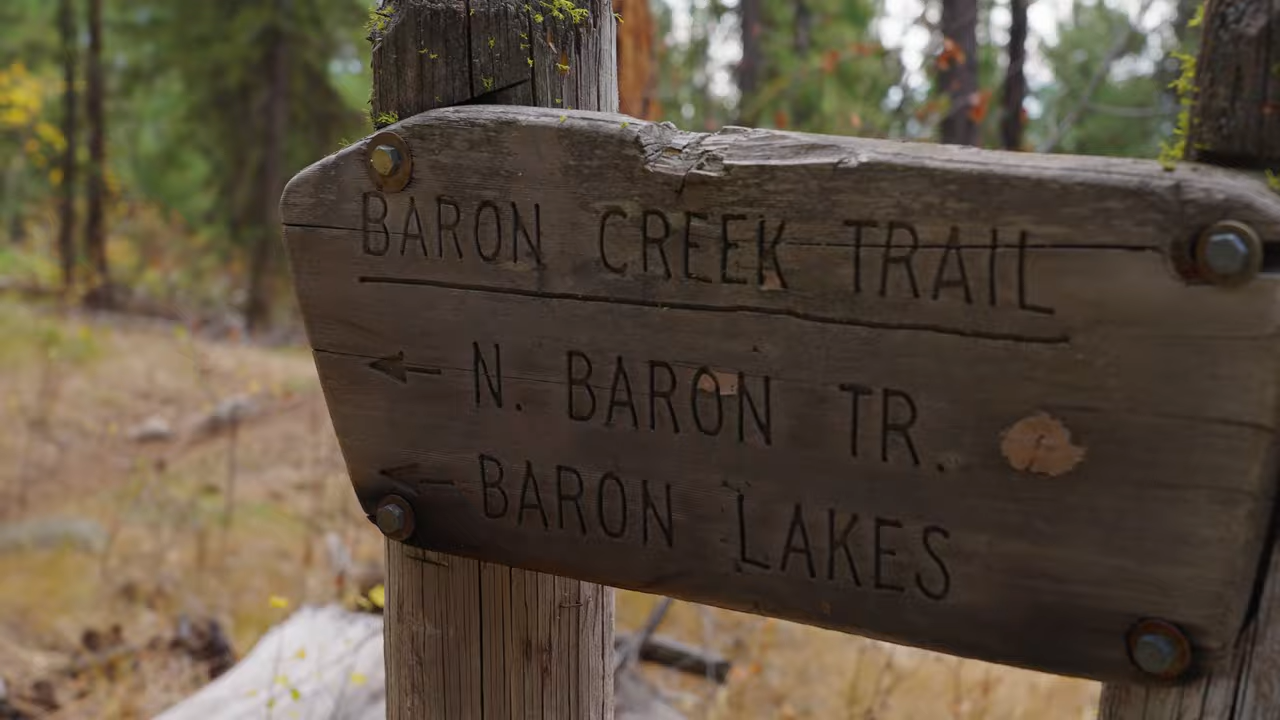 BARON CREEK TRAIL
← N. BARON TR.
← BARON LAKES